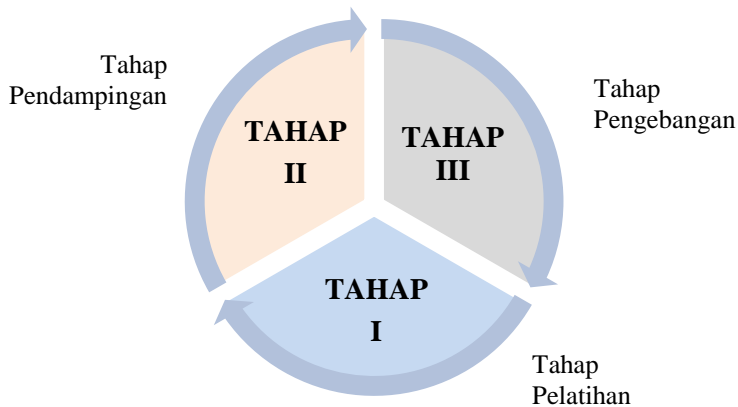 Tahap
Pendampingan
TAHAP
II
TAHAP
III
Tahap
Pengebangan
TAHAP
I
Tahap
Pelatihan